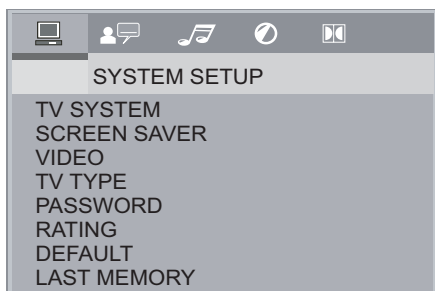 SYSTEM SETUP
TV SYSTEM
SCREEN SAVER
VIDEO
TV TYPE
PASSWORD
RATING
DEFAULT
LAST MEMORY